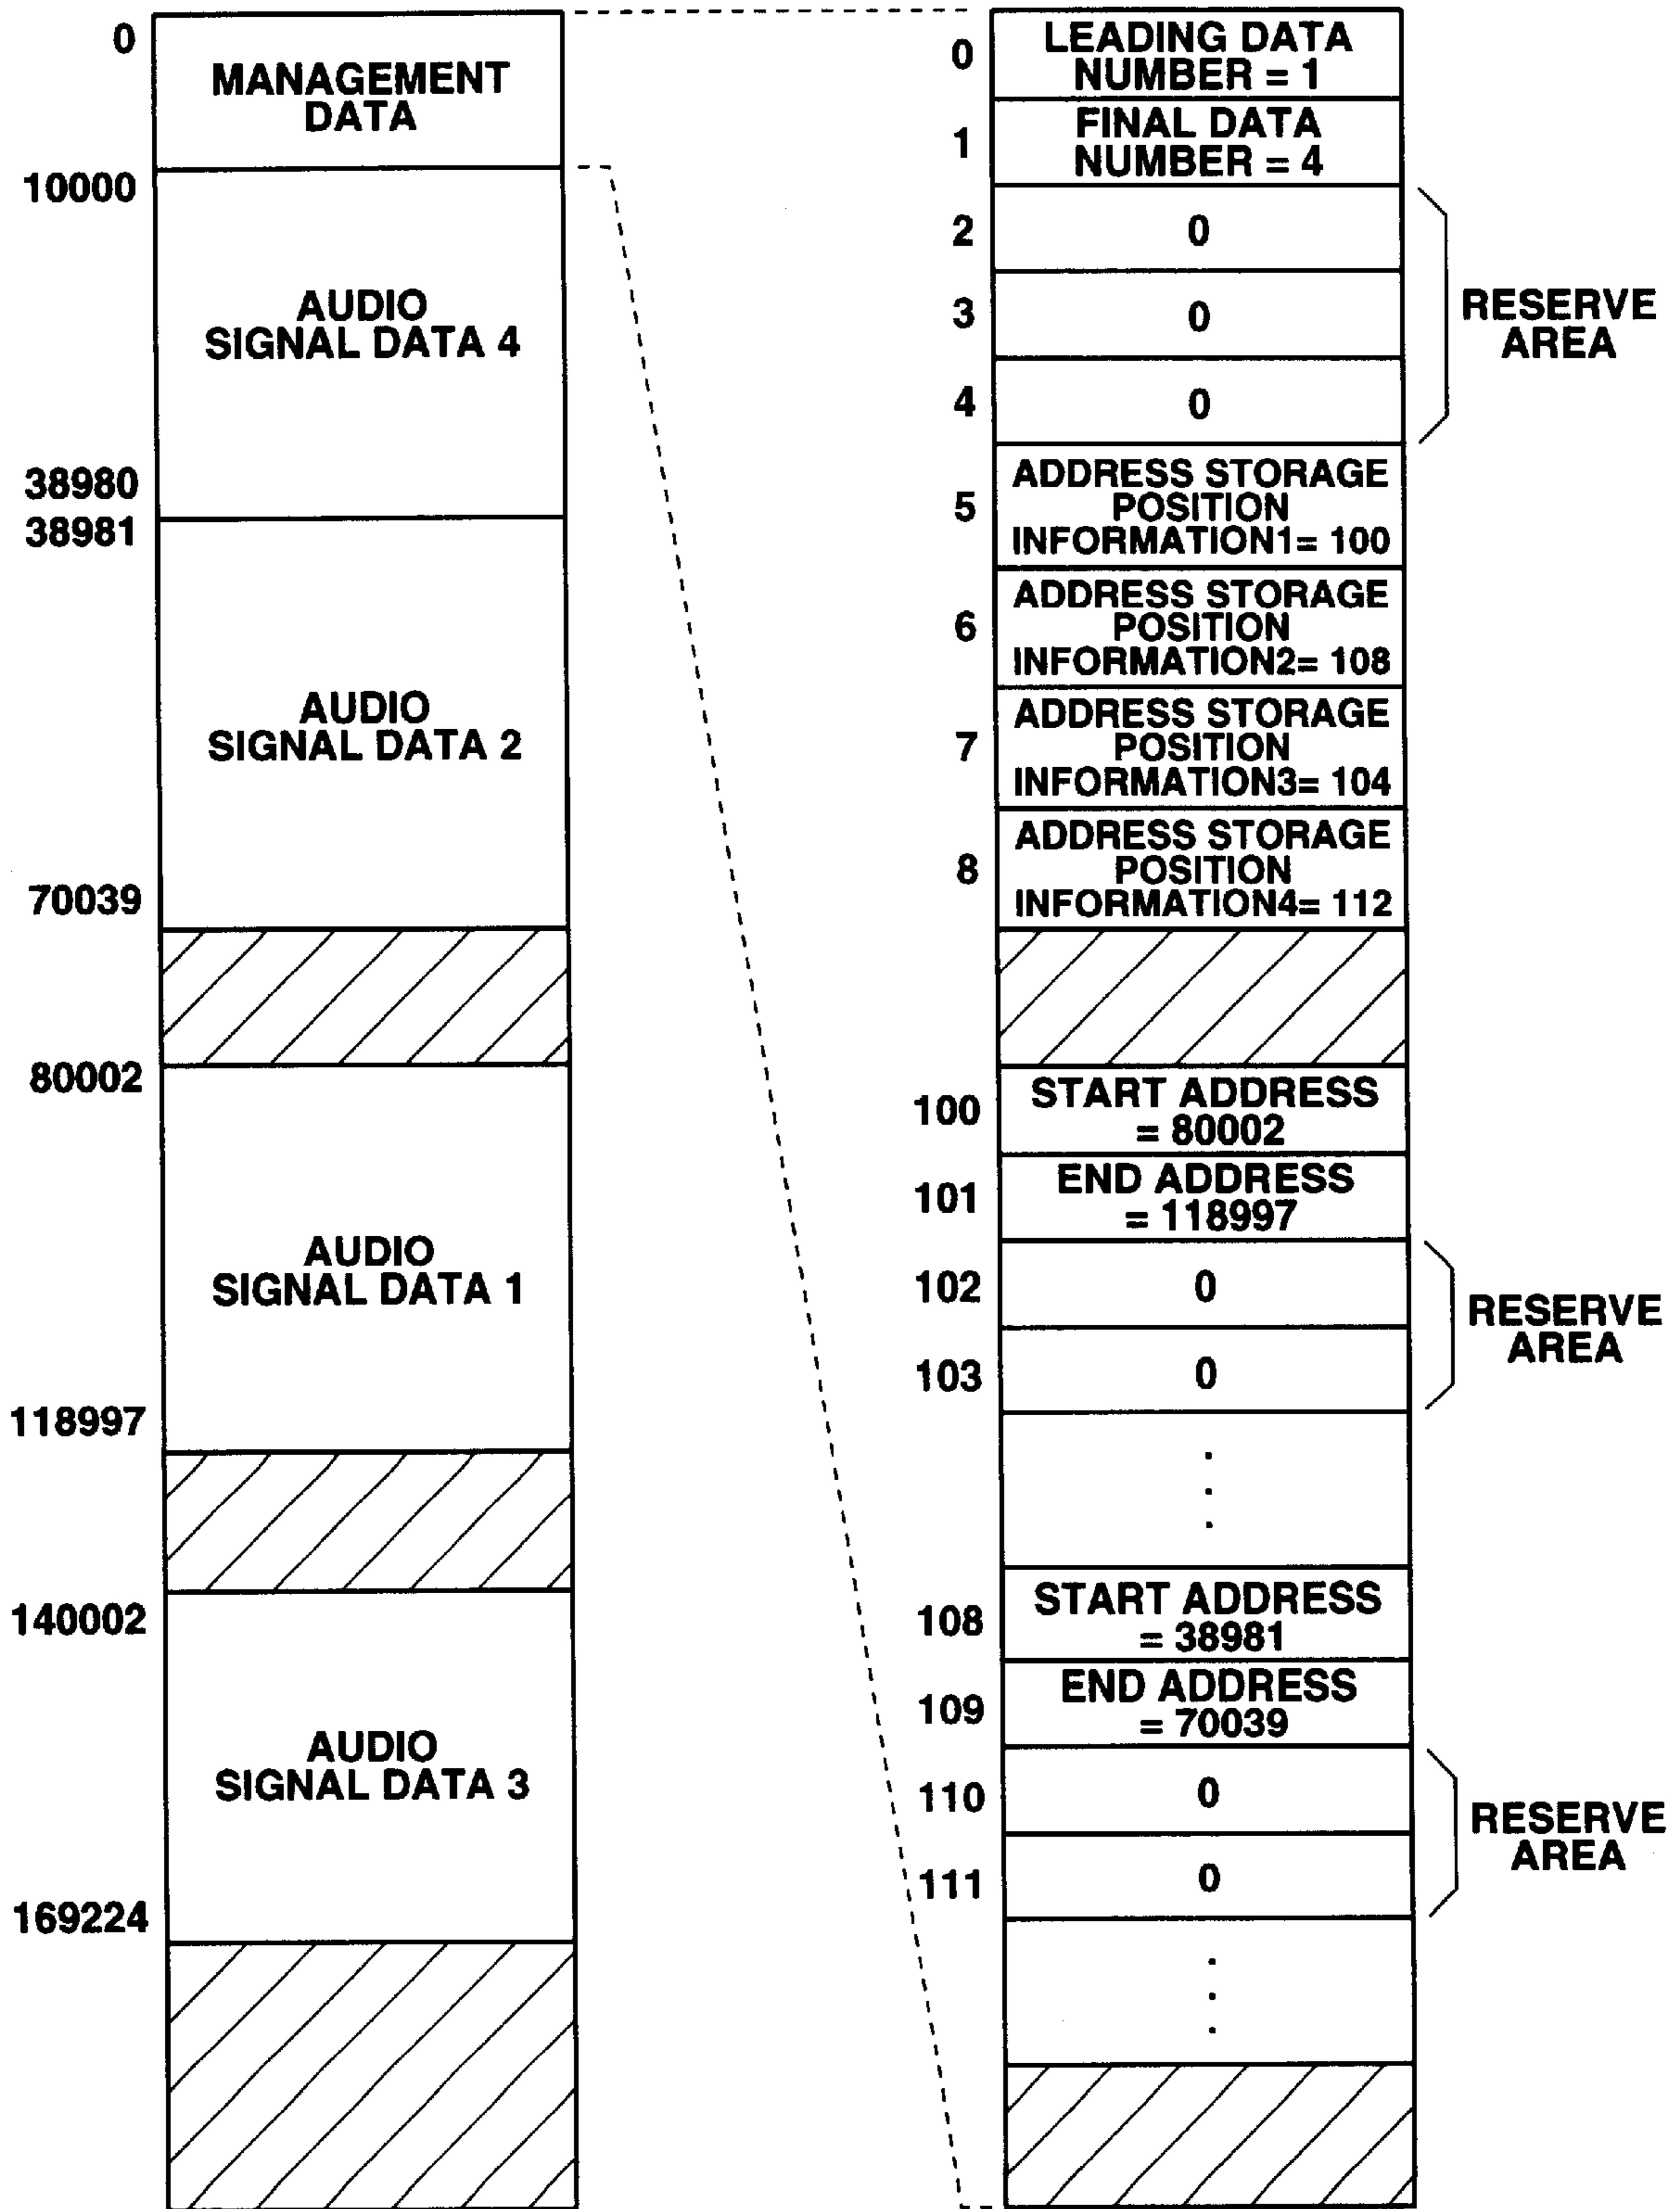 0
MANAGEMENT
DATA
10000
AUDIO
SIGNAL DATA 4
38980
38981
AUDIO
SIGNAL DATA 2
70039
80002
AUDIO
SIGNAL DATA 1
118997
140002
AUDIO
SIGNAL DATA 3
169224
0
LEADING DATA
NUMBER = 1
1
FINAL DATA
NUMBER = 4
2
0
3
0
4
0
RESERVE
AREA
5
ADDRESS STORAGE
POSITION
INFORMATION1= 100
6
ADDRESS STORAGE
POSITION
INFORMATION2= 108
7
ADDRESS STORAGE
POSITION
INFORMATION3= 104
8
ADDRESS STORAGE
POSITION
INFORMATION4= 112
100
START ADDRESS
= 80002
101
END ADDRESS
= 118997
102
0
103
0
RESERVE
AREA
108
START ADDRESS
= 38981
109
END ADDRESS
= 70039
110
0
111
0
RESERVE
AREA